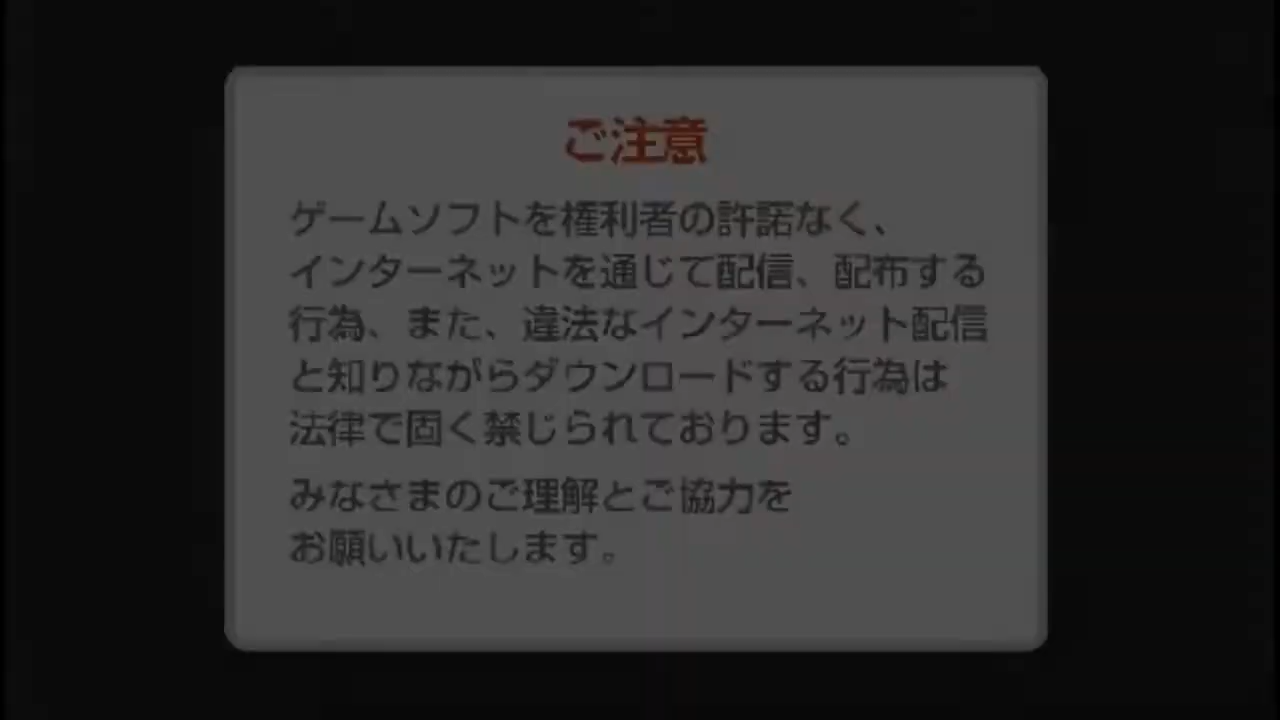 ご注意
ゲームソフトを権利者の許諾なく、
インターネットを通じて配信、配布する
行為、また、違法なインターネット配信
と知りながらダウンロードする行為は
法律で固く禁じられております。
みなさまのご理解とご協力を
お願いいたします。